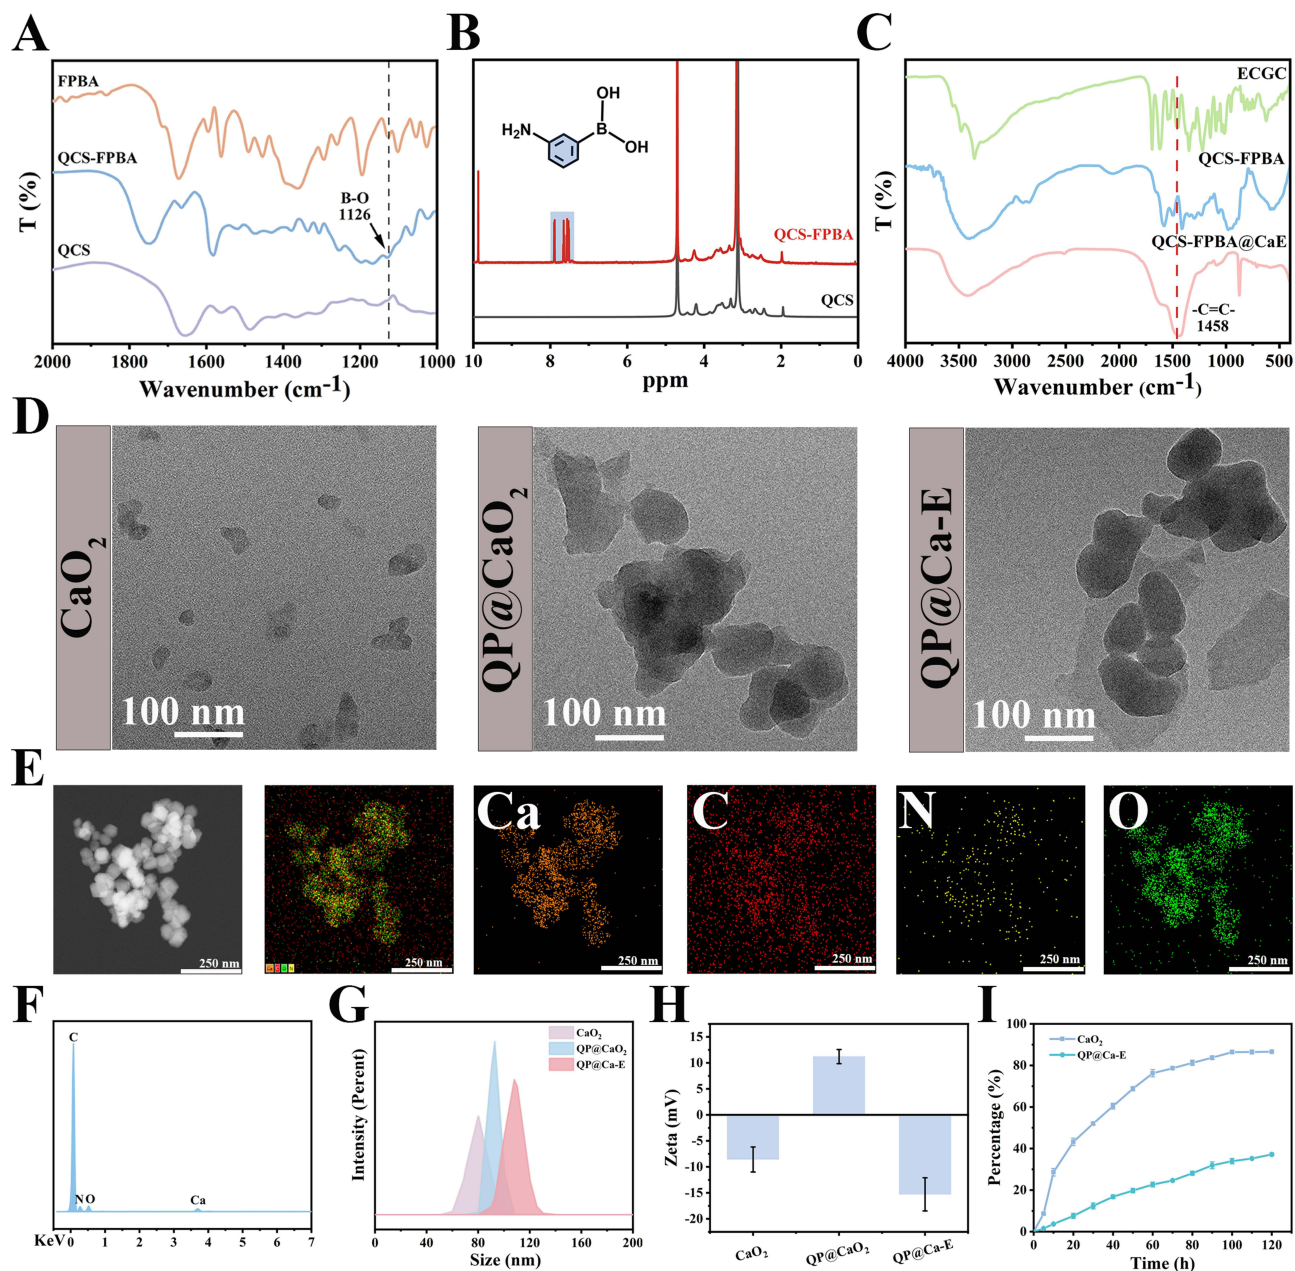 A
FPBA
QCS-FPBA
B-O
1126
QCS
T (%)
2000 1800 1600 1400 1200 1000
Wavenumber (cm-1)
B
OH
H2N
B
OH
QCS-FPBA
QCS
10 8 6 4 2 0
ppm
C
ECGC
QCS-FPBA
QCS-FPBA@CaE
-C=C-
1458
T (%)
4000 3500 3000 2500 2000 1500 1000 500
Wavenumber (cm-1)
D
CaO2
100 nm
QP@CaO2
100 nm
QP@Ca-E
100 nm
E
250 nm
250 nm
Ca
250 nm
C
250 nm
N
250 nm
O
250 nm
F
C
N O
Ca
KeV 0 1 2 3 4 5 6 7
G
CaO2
QP@CaO2
QP@Ca-E
Intensity (Perent)
0 40 80 120 160 200
Size (nm)
H
15
10
5
0
-5
-10
-15
-20
Zeta (mV)
CaO2 QP@CaO2 QP@Ca-E
I
CaO2
QP@Ca-E
100
80
60
40
20
0
Percentage (%)
0 20 40 60 80 100 120
Time (h)